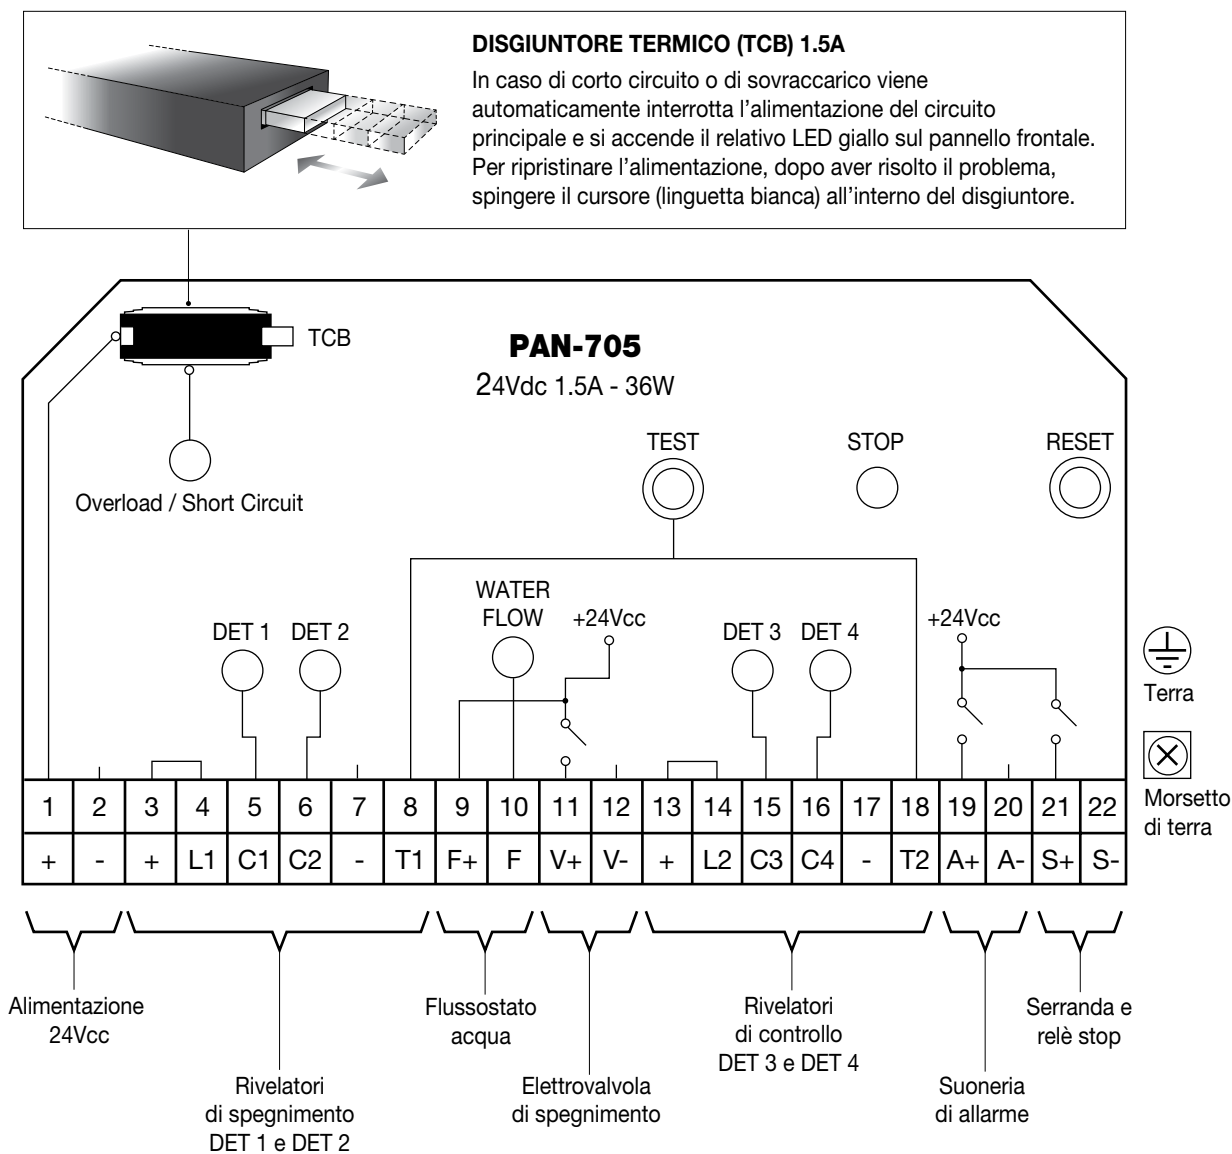 DISGIUNTORE TERMICO (TCB) 1.5A
In caso di corto circuito o di sovraccarico viene
automaticamente interrotta l’alimentazione del circuito
principale e si accende il relativo LED giallo sul pannello frontale.
Per ripristinare l’alimentazione, dopo aver risolto il problema,
spingere il cursore (linguetta bianca) all’interno del disgiuntore.
TCB
PAN-705
24Vdc 1.5A - 36W
TEST
STOP
RESET
Overload / Short Circuit
WATER
FLOW
+24Vcc
+24Vcc
DET 1
DET 2
DET 3
DET 4
Terra
Morsetto
di terra
1 2 3 4 5 6 7 8 9 10 11 12 13 14 15 16 17 18 19 20 21 22
+ - + L1 C1 C2 - T1 F+ F V+ V- + L2 C3 C4 - T2 A+ A- S+ S-
Alimentazione
24Vcc
Rivelatori
di spegnimento
DET 1 e DET 2
Flussostato
acqua
Elettrovalvola
di spegnimento
Rivelatori
di controllo
DET 3 e DET 4
Suoneria
di allarme
Serranda e
relè stop